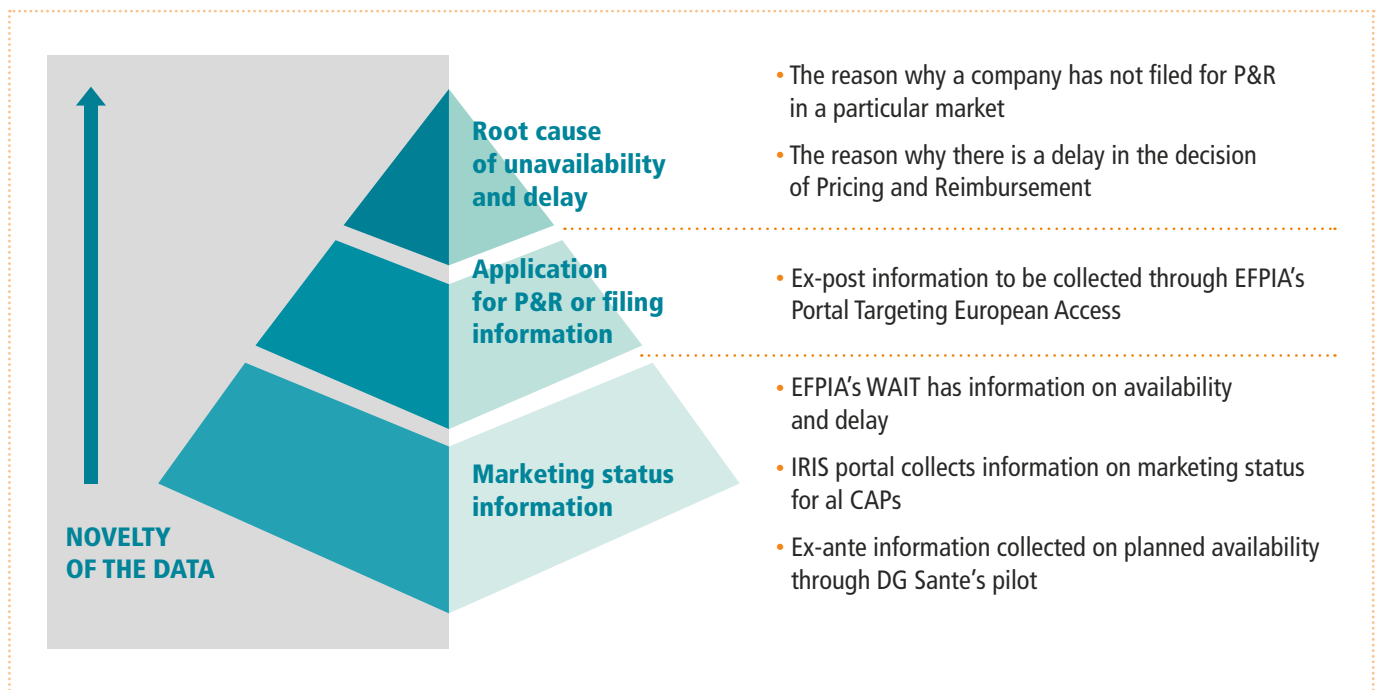 • The reason why a company has not filed for P&R
in a particular market
• The reason why there is a delay in the decision
of Pricing and Reimbursement
Root cause
of unavailability
and delay
Application
for P&R or filing
information
• Ex-post information to be collected through EFPIA’s
Portal Targeting European Access
• EFPIA’s WAIT has information on availability
and delay
• IRIS portal collects information on marketing status
for al CAPs
• Ex-ante information collected on planned availability
through DG Sante’s pilot
Marketing status
information
NOVELTY
OF THE DATA